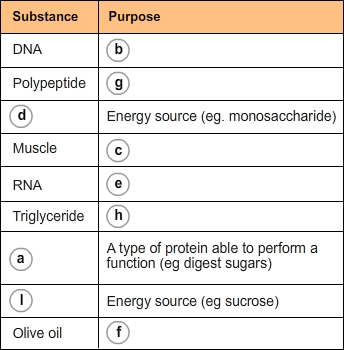 Substance Purpose
DNA b
Polypeptide g
d Energy source (eg. monosaccharide)
Muscle c
RNA e
Triglyceride h
a A type of protein able to perform a
function (eg digest sugars)
l Energy source (eg sucrose)
Olive oil f